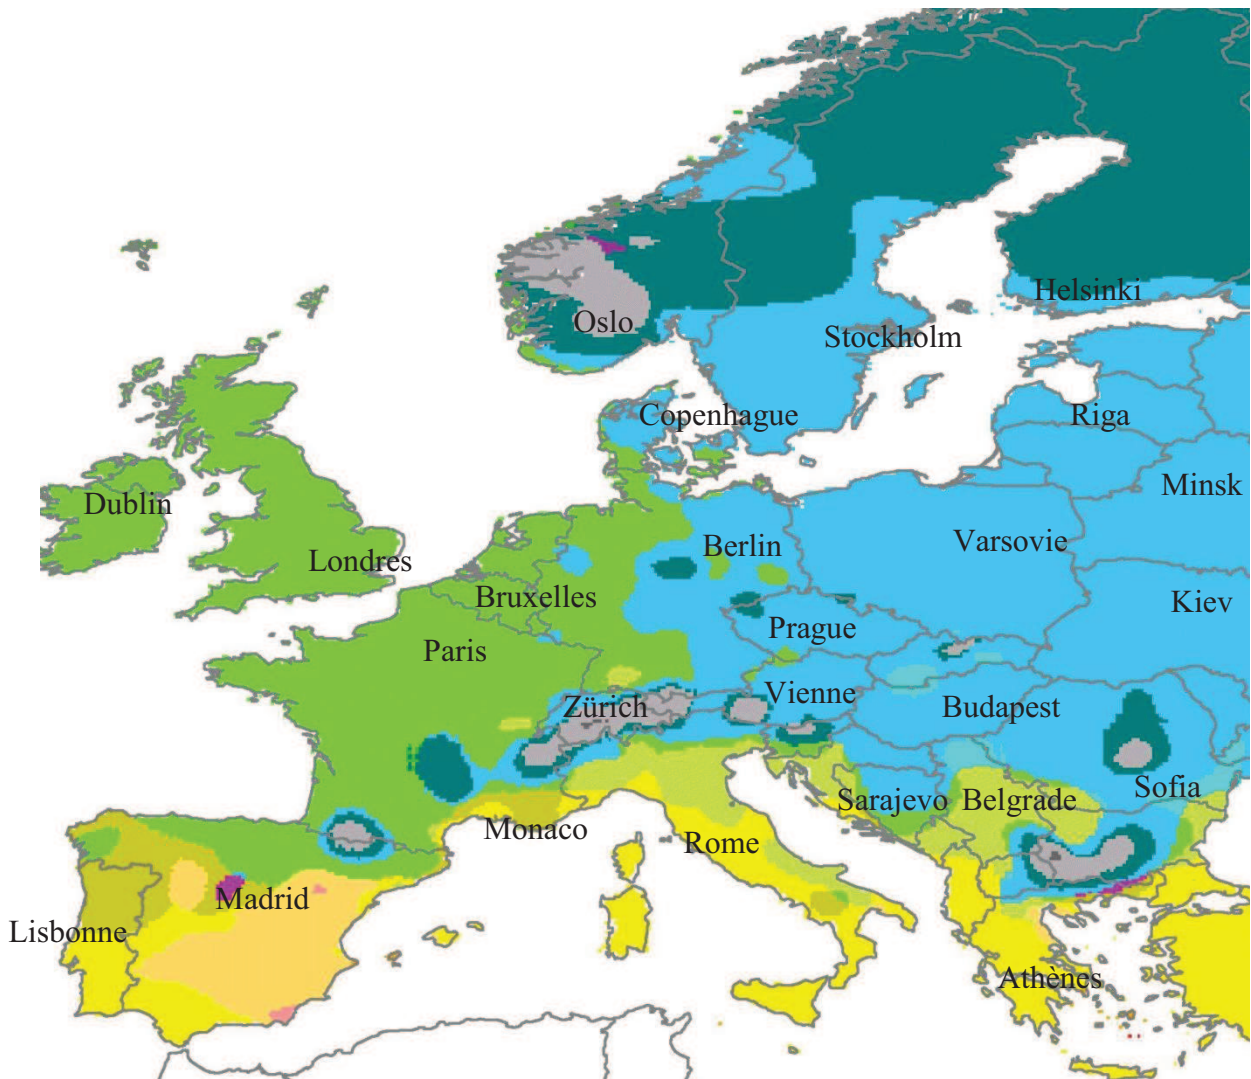 Helsinki
Oslo
Stockholm
Copenhague
Riga
Minsk
Dublin
Londres
Berlin
Varsovie
Bruxelles
Kiev
Paris
Prague
Zürich
Vienne
Budapest
Sofia
Sarajevo
Belgrade
Monaco
Rome
Madrid
Lisbonne
Athènes